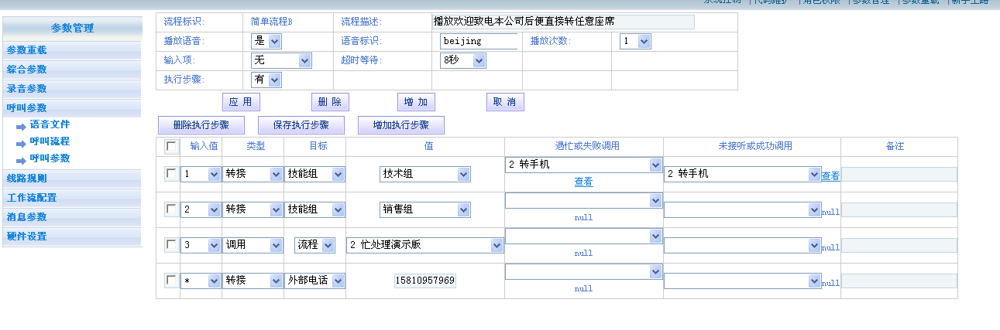 系统控制 | 代码维护 | 角色权限 | 参数管理 | 参数重载 | 新手上路
参数管理
参数重载
综合参数
录音参数
呼叫参数
语音文件
呼叫流程
呼叫参数
线路规则
工作流配置
消息参数
硬件设置
流程标识: 简单流程B 流程描述: 播放欢迎致电本公司后便直接转任意座席
播放语音: 是 语音标识: beijing 播放次数: 1
输入项: 无 超时等待: 8秒
执行步骤: 有
应 用 删 除 增 加 取 消
删除执行步骤 保存执行步骤 增加执行步骤
输入值 类型 目标 值 遇忙或失败调用 未接听或成功调用 备注
1 转接 技能组 技术组 2 转手机 查看 2 转手机 查看
2 转接 技能组 销售组 null null
3 调用 流程 2 忙处理演示版 null null
* 转接 外部电话 15810957969 null null